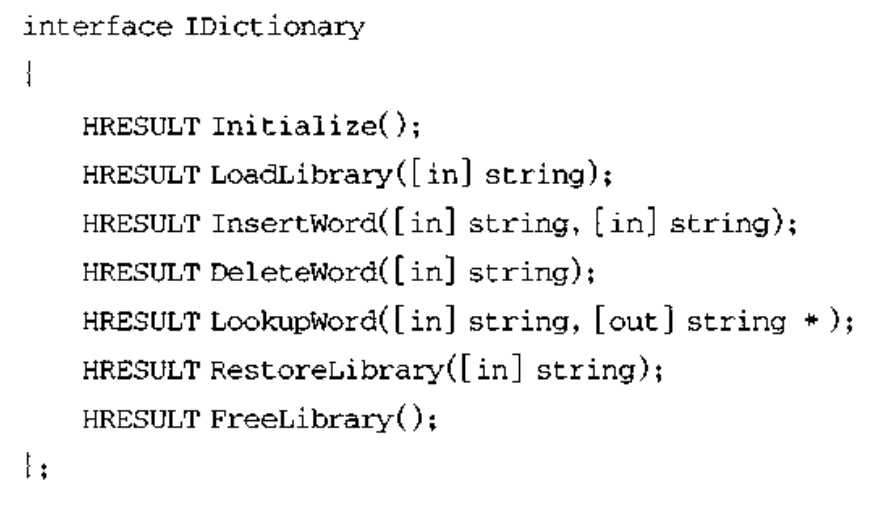 interface IDictionary
{
HRESULT Initialize();
HRESULT LoadLibrary([in] string);
HRESULT InsertWord([in] string, [in] string);
HRESULT DeleteWord([in] string);
HRESULT LookupWord([in] string, [out] string *);
HRESULT RestoreLibrary([in] string);
HRESULT FreeLibrary();
};